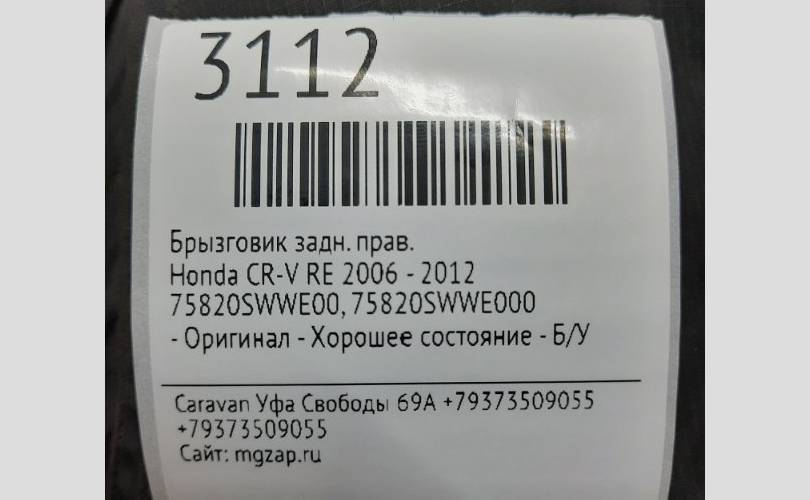 3112
Брызговик задн. прав.
Honda CR-V RE 2006 - 2012
75820SWWE00, 75820SWWE000
- Оригинал - Хорошее состояние - Б/У
Caravan Уфа Свободы 69А +79373509055
+79373509055
Сайт: mgzap.ru